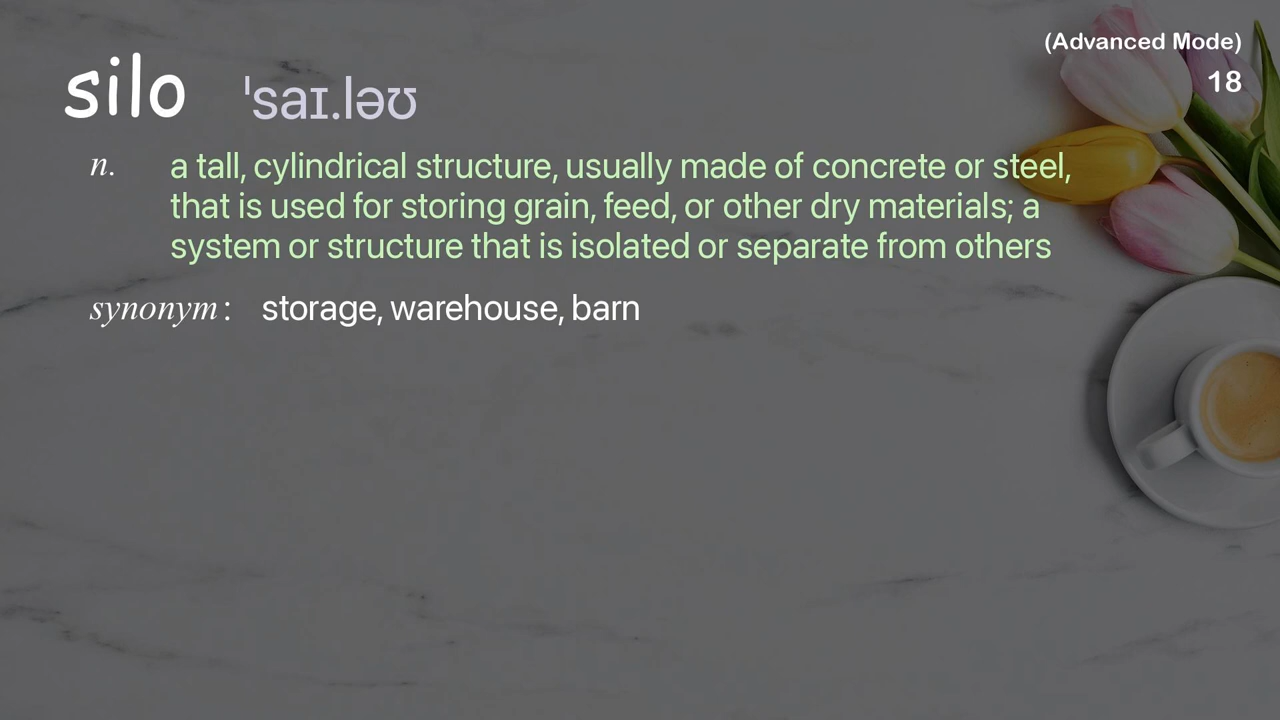 (Advanced Mode)
18
silo ˈsaɪ.ləʊ
n. a tall, cylindrical structure, usually made of concrete or steel,
that is used for storing grain, feed, or other dry materials; a
system or structure that is isolated or separate from others
synonym : storage, warehouse, barn